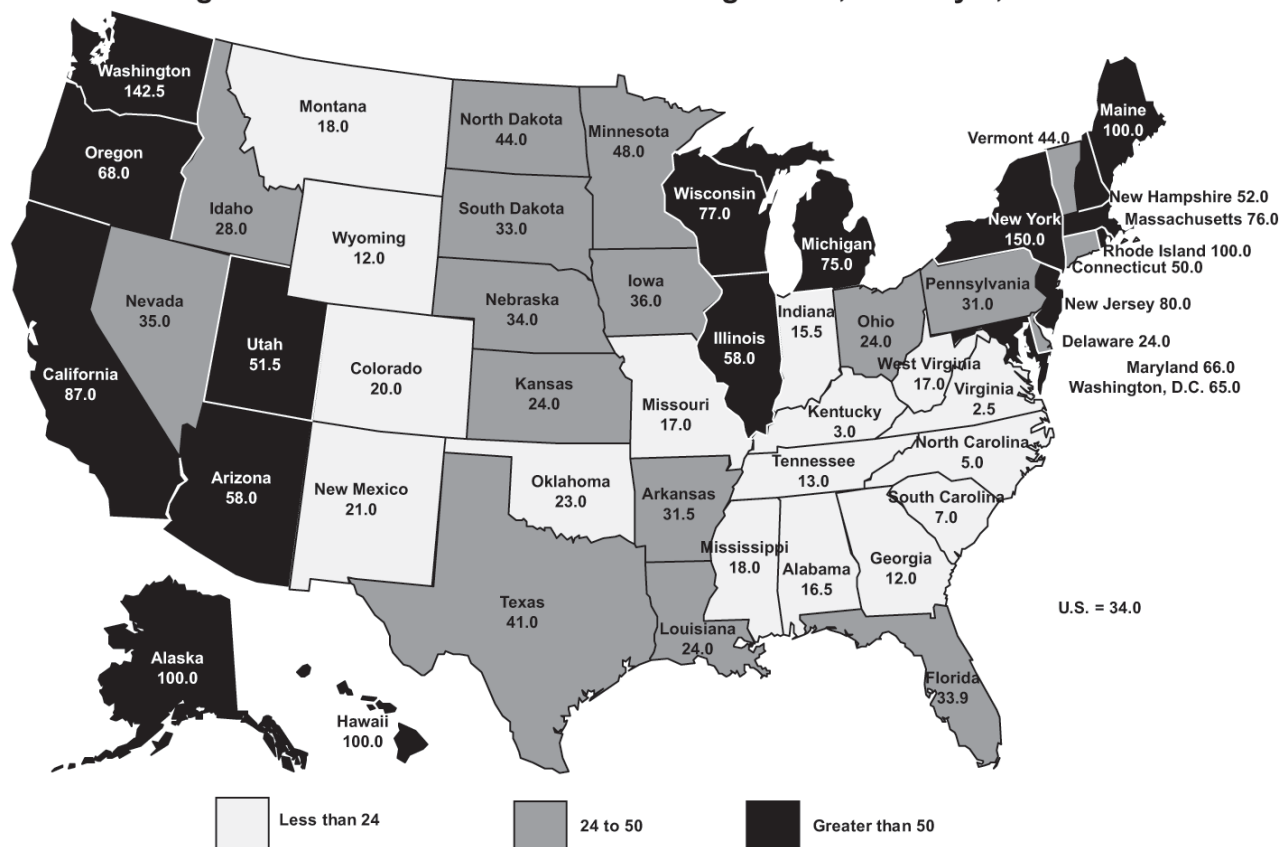 Washington
142.5
Oregon
68.0
California
87.0
Idaho
28.0
Nevada
35.0
Utah
51.5
Arizona
58.0
Montana
18.0
Wyoming
12.0
Colorado
20.0
New Mexico
21.0
North Dakota
44.0
South Dakota
33.0
Nebraska
34.0
Kansas
24.0
Oklahoma
23.0
Texas
41.0
Minnesota
48.0
Iowa
36.0
Missouri
17.0
Arkansas
31.5
Louisiana
24.0
Wisconsin
77.0
Illinois
58.0
Michigan
75.0
Indiana
15.5
Ohio
24.0
Kentucky
3.0
Tennessee
13.0
Mississippi
18.0
Alabama
16.5
Georgia
12.0
Florida
33.9
South Carolina
7.0
North Carolina
5.0
Virginia
2.5
West Virginia
17.0
Pennsylvania
31.0
New York
150.0
Vermont 44.0
Maine
100.0
New Hampshire 52.0
Massachusetts 76.0
Rhode Island 100.0
Connecticut 50.0
New Jersey 80.0
Delaware 24.0
Maryland 66.0
Washington, D.C. 65.0
Alaska
100.0
Hawaii
100.0
U.S. = 34.0
Less than 24
24 to 50
Greater than 50